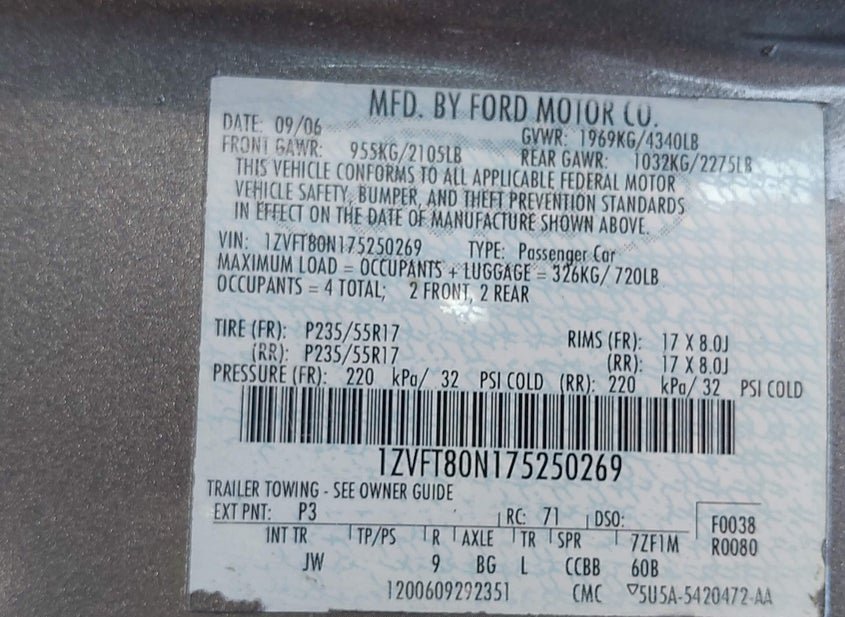 MFD. BY FORD MOTOR CO.
DATE: 09/06 GVWR: 1969KG/4340LB
FRONT GAWR: 955KG/2105LB REAR GAWR: 1032KG/2275LB
THIS VEHICLE CONFORMS TO ALL APPLICABLE FEDERAL MOTOR
VEHICLE SAFETY, BUMPER, AND THEFT PREVENTION STANDARDS
IN EFFECT ON THE DATE OF MANUFACTURE SHOWN ABOVE.
VIN: 1ZVFT80N175250269 TYPE: Passenger Car
MAXIMUM LOAD = OCCUPANTS + LUGGAGE = 326KG/ 720LB
OCCUPANTS = 4 TOTAL; 2 FRONT, 2 REAR
TIRE (FR): P235/55R17 RIMS (FR): 17 X 8.0J
(RR): P235/55R17 (RR): 17 X 8.0J
PRESSURE (FR): 220 kPa/ 32 PSI COLD (RR): 220 kPa/ 32 PSI COLD
1ZVFT80N175250269
TRAILER TOWING - SEE OWNER GUIDE
EXT PNT: P3 RC: 71 DSO: F0038
INT TR TP/PS R AXLE TR SPR 7ZF1M R0080
JW 9 BG L CCBB 60B
1200609292351 CMC ▽5U5A-5420472-AA